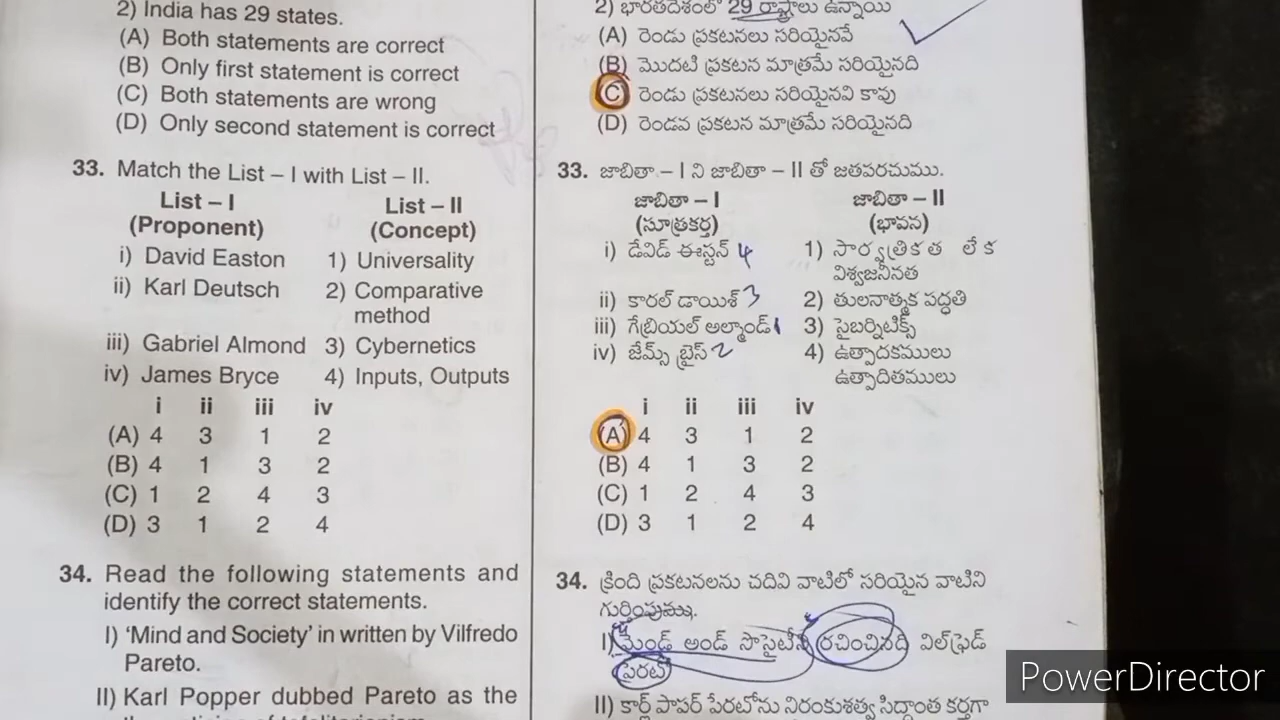 2) India has 29 states.
(A) Both statements are correct
(B) Only first statement is correct
(C) Both statements are wrong
(D) Only second statement is correct
33. Match the List – I with List – II.
List – I List – II
(Proponent) (Concept)
i) David Easton 1) Universality
ii) Karl Deutsch 2) Comparative
method
iii) Gabriel Almond 3) Cybernetics
iv) James Bryce 4) Inputs, Outputs
i ii iii iv
(A) 4 3 1 2
(B) 4 1 3 2
(C) 1 2 4 3
(D) 3 1 2 4
34. Read the following statements and
identify the correct statements.
I) ‘Mind and Society’ in written by Vilfredo
Pareto.
II) Karl Popper dubbed Pareto as the
2) భారతదేశంలో 29 రాష్ట్రాలు ఉన్నాయి
(A) రెండు ప్రకటనలు సరియైనవే
(B) మొదటి ప్రకటన మాత్రమే సరియైనది
(C) రెండు ప్రకటనలు సరియైనవి కావు
(D) రెండవ ప్రకటన మాత్రమే సరియైనది
33. జాబితా – I ని జాబితా – II తో జతపరచుము.
జాబితా – I జాబితా – II
(సూత్రకర్త) (భావన)
i) డేవిడ్ ఈస్టన్ 4 1) సార్వత్రికత లేక
విశ్వజనీనత
ii) కారల్ డాయిశ్ 3 2) తులనాత్మక పద్ధతి
iii) గేబ్రియల్ అల్మాండ్ 1 3) సైబర్నిటిక్స్
iv) జేమ్స్ బ్రైస్ 2 4) ఉత్పాదకములు
ఉత్పాదితములు
i ii iii iv
(A) 4 3 1 2
(B) 4 1 3 2
(C) 1 2 4 3
(D) 3 1 2 4
34. క్రింది ప్రకటనలను చదివి వాటిలో సరియైన వాటిని
గుర్తింపుము.
I) మైండ్ అండ్ సొసైటీని రచించినది విల్‌ఫ్రెడ్
పైరటో
II) కార్ల్ పాపర్ పేరటోను నిరంకుశత్వ సిద్ధాంత కర్తగా
PowerDirector